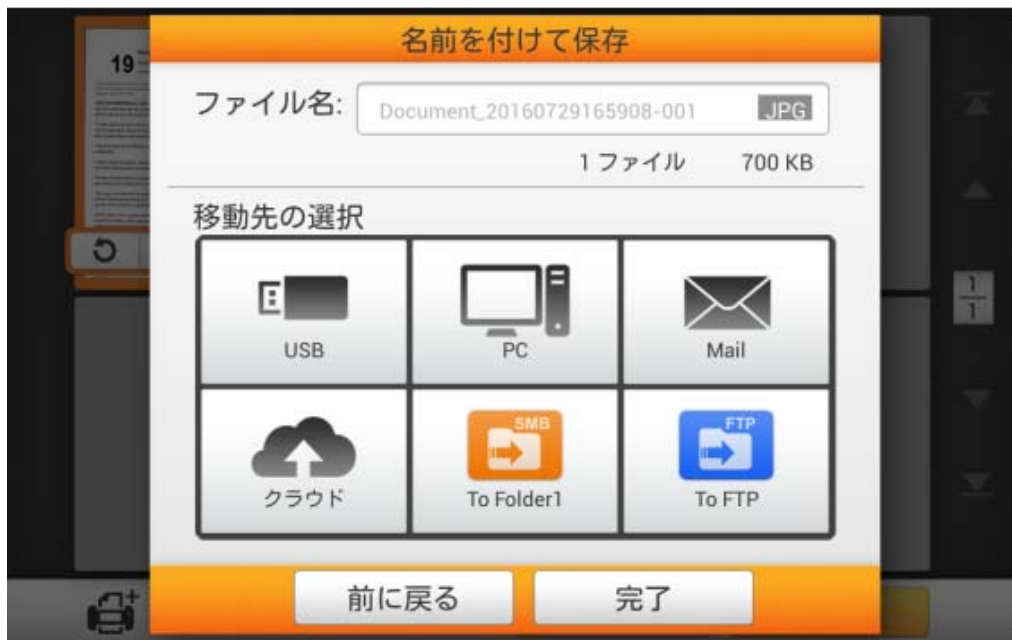 名前を付けて保存
19
ファイル名: Document_20160729165908-001 JPG
1 ファイル 700 KB
移動先の選択
USB PC Mail
SMB FTP
クラウド To Folder1 To FTP
1
1
前に戻る 完了